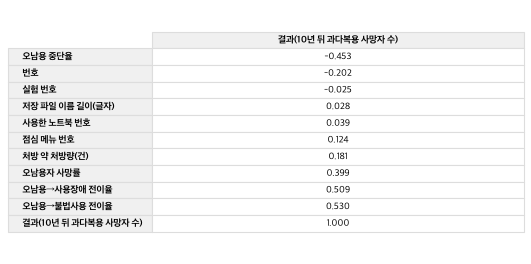 결과(10년 뒤 과다복용 사망자 수)
오남용 중단율 -0.453
번호 -0.202
실험 번호 -0.025
저장 파일 이름 길이(글자) 0.028
사용한 노트북 번호 0.039
점심 메뉴 번호 0.124
처방 약 처방량(건) 0.181
오남용자 사망률 0.399
오남용→사용장애 전이율 0.509
오남용→불법사용 전이율 0.530
결과(10년 뒤 과다복용 사망자 수) 1.000